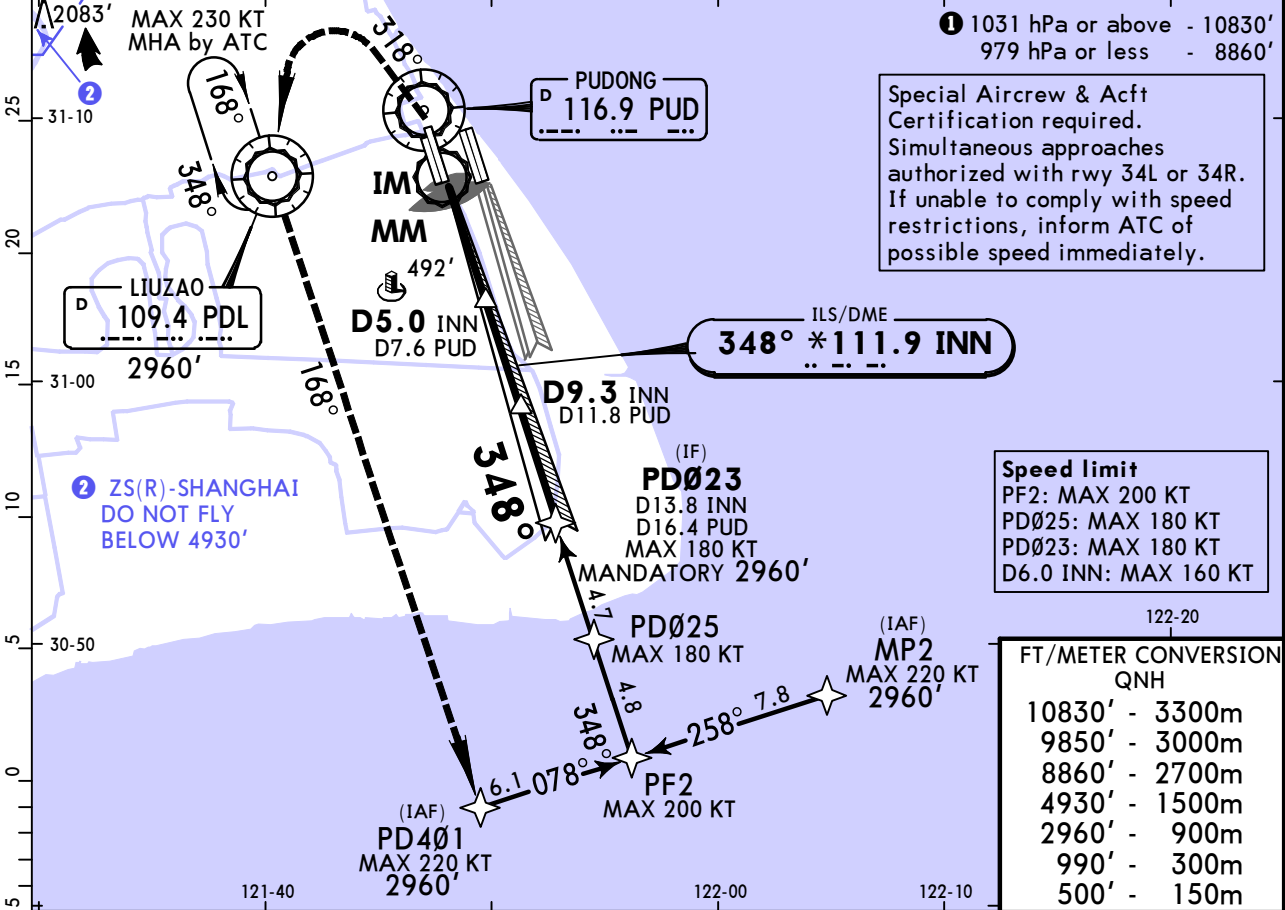 2083'
MAX 230 KT
MHA by ATC
2
318°
168°
348°
PUDONG
D 116.9 PUD
1 1031 hPa or above - 10830'
979 hPa or less - 8860'
Special Aircrew & Acft
Certification required.
Simultaneous approaches
authorized with rwy 34L or 34R.
If unable to comply with speed
restrictions, inform ATC of
possible speed immediately.
25
31-10
20
IM
MM
492'
LIUZAO
D 109.4 PDL
2960'
D5.0 INN
D7.6 PUD
ILS/DME
348° *111.9 INN
15
31-00
168°
D9.3 INN
D11.8 PUD
348°
(IF)
PDØ23
D13.8 INN
D16.4 PUD
MAX 180 KT
MANDATORY 2960'
2 ZS(R)-SHANGHAI
DO NOT FLY
BELOW 4930'
10
Speed limit
PF2: MAX 200 KT
PDØ25: MAX 180 KT
PDØ23: MAX 180 KT
D6.0 INN: MAX 160 KT
4.7
5
30-50
PDØ25
MAX 180 KT
4.8
348°
(IAF)
MP2
MAX 220 KT
2960'
258° 7.8
122-20
0
6.1 078°
PF2
MAX 200 KT
(IAF)
PD4Ø1
MAX 220 KT
2960'
FT/METER CONVERSION
QNH
10830' - 3300m
9850' - 3000m
8860' - 2700m
4930' - 1500m
2960' - 900m
990' - 300m
500' - 150m
5
121-40
122-00
122-10